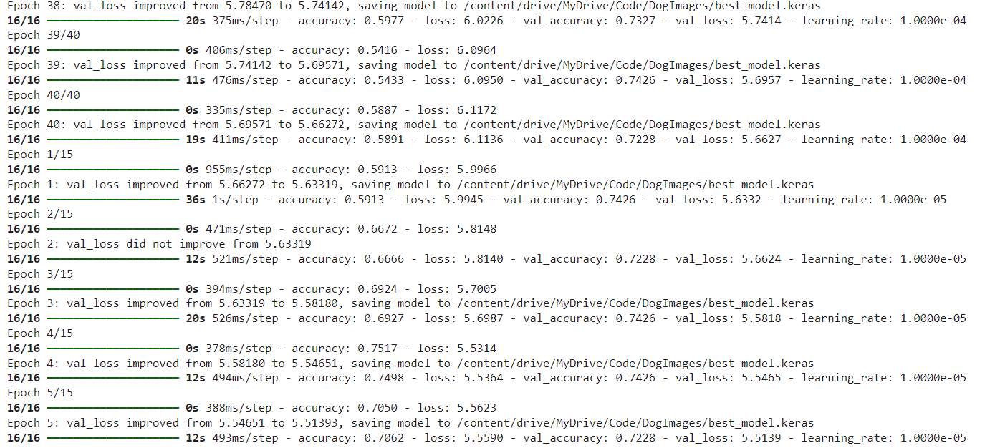 Epoch 38: val_loss improved from 5.78470 to 5.74142, saving model to /content/drive/MyDrive/Code/DogImages/best_model.keras
16/16 ━━━━━━━━━━━━━━━━━━━━ 20s 375ms/step - accuracy: 0.5977 - loss: 6.0226 - val_accuracy: 0.7327 - val_loss: 5.7414 - learning_rate: 1.0000e-04
Epoch 39/40
16/16 ━━━━━━━━━━━━━━━━━━━━ 0s 406ms/step - accuracy: 0.5416 - loss: 6.0964
Epoch 39: val_loss improved from 5.74142 to 5.69571, saving model to /content/drive/MyDrive/Code/DogImages/best_model.keras
16/16 ━━━━━━━━━━━━━━━━━━━━ 11s 476ms/step - accuracy: 0.5433 - loss: 6.0950 - val_accuracy: 0.7426 - val_loss: 5.6957 - learning_rate: 1.0000e-04
Epoch 40/40
16/16 ━━━━━━━━━━━━━━━━━━━━ 0s 335ms/step - accuracy: 0.5887 - loss: 6.1172
Epoch 40: val_loss improved from 5.69571 to 5.66272, saving model to /content/drive/MyDrive/Code/DogImages/best_model.keras
16/16 ━━━━━━━━━━━━━━━━━━━━ 19s 411ms/step - accuracy: 0.5891 - loss: 6.1136 - val_accuracy: 0.7228 - val_loss: 5.6627 - learning_rate: 1.0000e-04
Epoch 1/15
16/16 ━━━━━━━━━━━━━━━━━━━━ 0s 955ms/step - accuracy: 0.5913 - loss: 5.9966
Epoch 1: val_loss improved from 5.66272 to 5.63319, saving model to /content/drive/MyDrive/Code/DogImages/best_model.keras
16/16 ━━━━━━━━━━━━━━━━━━━━ 36s 1s/step - accuracy: 0.5913 - loss: 5.9945 - val_accuracy: 0.7426 - val_loss: 5.6332 - learning_rate: 1.0000e-05
Epoch 2/15
16/16 ━━━━━━━━━━━━━━━━━━━━ 0s 471ms/step - accuracy: 0.6672 - loss: 5.8148
Epoch 2: val_loss did not improve from 5.63319
16/16 ━━━━━━━━━━━━━━━━━━━━ 12s 521ms/step - accuracy: 0.6666 - loss: 5.8140 - val_accuracy: 0.7228 - val_loss: 5.6624 - learning_rate: 1.0000e-05
Epoch 3/15
16/16 ━━━━━━━━━━━━━━━━━━━━ 0s 394ms/step - accuracy: 0.6924 - loss: 5.7005
Epoch 3: val_loss improved from 5.63319 to 5.58180, saving model to /content/drive/MyDrive/Code/DogImages/best_model.keras
16/16 ━━━━━━━━━━━━━━━━━━━━ 20s 526ms/step - accuracy: 0.6927 - loss: 5.6987 - val_accuracy: 0.7426 - val_loss: 5.5818 - learning_rate: 1.0000e-05
Epoch 4/15
16/16 ━━━━━━━━━━━━━━━━━━━━ 0s 378ms/step - accuracy: 0.7517 - loss: 5.5314
Epoch 4: val_loss improved from 5.58180 to 5.54651, saving model to /content/drive/MyDrive/Code/DogImages/best_model.keras
16/16 ━━━━━━━━━━━━━━━━━━━━ 12s 494ms/step - accuracy: 0.7498 - loss: 5.5364 - val_accuracy: 0.7426 - val_loss: 5.5465 - learning_rate: 1.0000e-05
Epoch 5/15
16/16 ━━━━━━━━━━━━━━━━━━━━ 0s 388ms/step - accuracy: 0.7050 - loss: 5.5623
Epoch 5: val_loss improved from 5.54651 to 5.51393, saving model to /content/drive/MyDrive/Code/DogImages/best_model.keras
16/16 ━━━━━━━━━━━━━━━━━━━━ 12s 493ms/step - accuracy: 0.7062 - loss: 5.5590 - val_accuracy: 0.7228 - val_loss: 5.5139 - learning_rate: 1.0000e-05